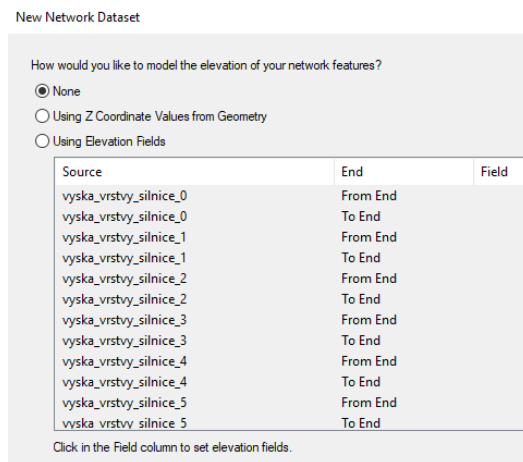 New Network Dataset
How would you like to model the elevation of your network features?
None
Using Z Coordinate Values from Geometry
Using Elevation Fields
Source End Field
vyska_vrstvy_silnice_0 From End
vyska_vrstvy_silnice_0 To End
vyska_vrstvy_silnice_1 From End
vyska_vrstvy_silnice_1 To End
vyska_vrstvy_silnice_2 From End
vyska_vrstvy_silnice_2 To End
vyska_vrstvy_silnice_3 From End
vyska_vrstvy_silnice_3 To End
vyska_vrstvy_silnice_4 From End
vyska_vrstvy_silnice_4 To End
vyska_vrstvy_silnice_5 From End
vyska_vrstvy_silnice_5 To End
Click in the Field column to set elevation fields.